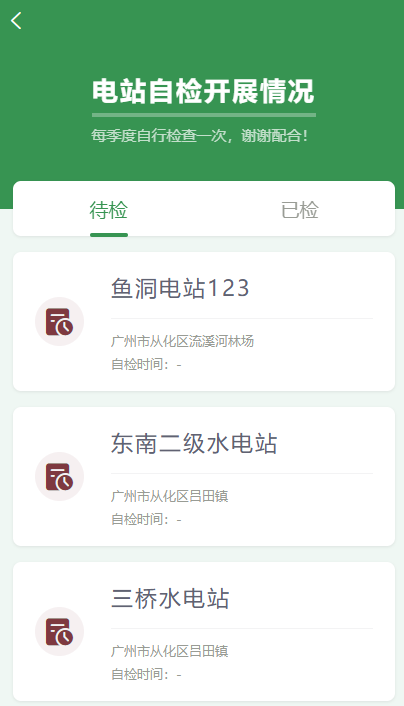 电站自检开展情况
每季度自行检查一次，谢谢配合！
待检
已检
鱼洞电站123
广州市从化区流溪河林场
自检时间：-
东南二级水电站
广州市从化区吕田镇
自检时间：-
三桥水电站
广州市从化区吕田镇
自检时间：-